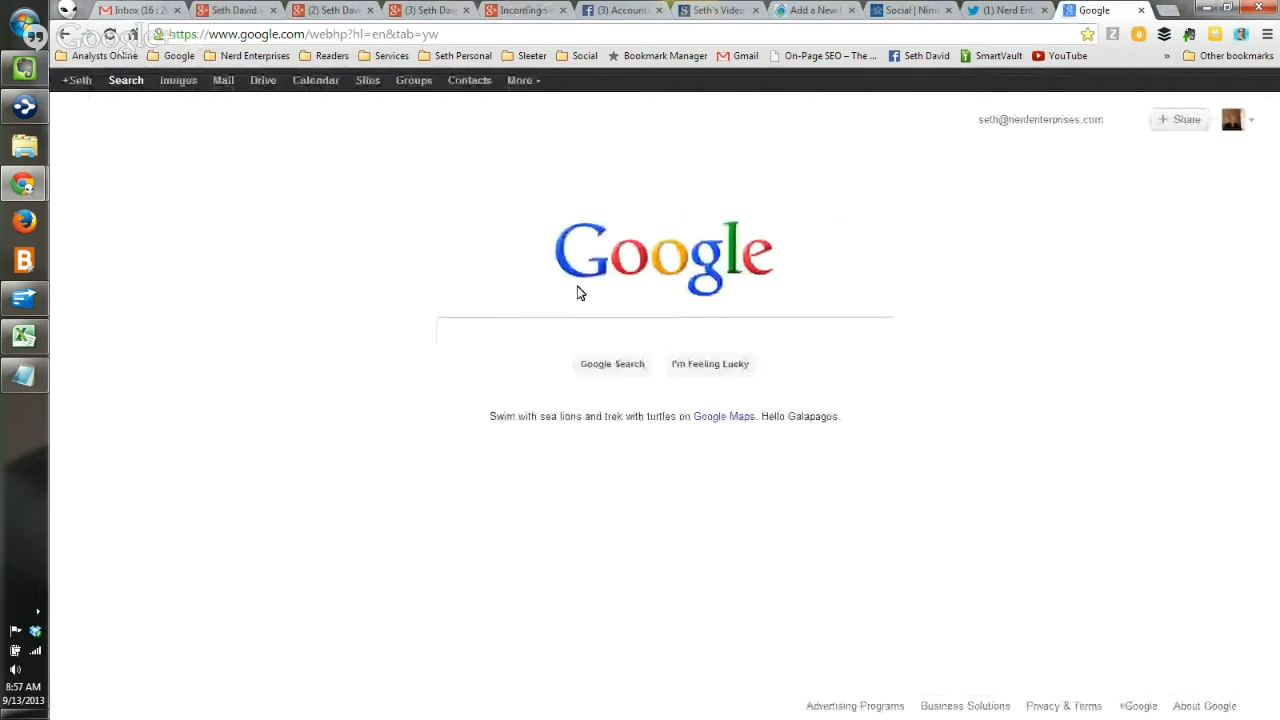 Inbox (16 : 2
Seth David
(2) Seth Dav
(3) Seth Dav
Incoming
(3) Account
Seth's Video
Add a New
Social | Nim
(1) Nerd Ent
Google
https://www.google.com/webhp?hl=en&tab=yw
Analysts Online
Google
Nerd Enterprises
Readers
Services
Seth Personal
Sleeter
Social
Bookmark Manager
Gmail
On-Page SEO – The ...
Seth David
SmartVault
YouTube
»
Other bookmarks
+Seth
Search
Images
Mail
Drive
Calendar
Sites
Groups
Contacts
More
seth@nerdenterprises.com
+ Share
Google
Google Search
I'm Feeling Lucky
Swim with sea lions and trek with turtles on Google Maps. Hello Galapagos.
8:57 AM
9/13/2013
Advertising Programs
Business Solutions
Privacy & Terms
+Google
About Google